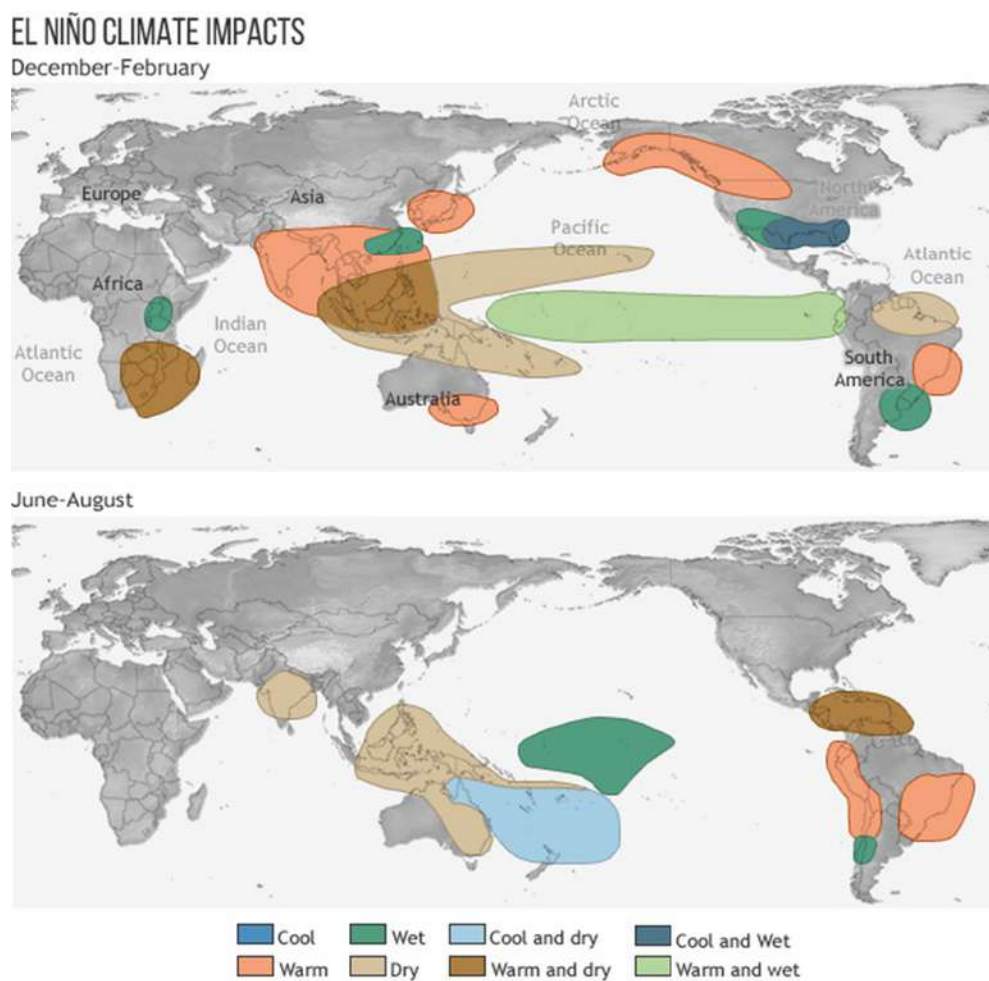 EL NIÑO CLIMATE IMPACTS
December-February
Arctic
Ocean
Europe
Asia
North
America
Pacific
Ocean
Atlantic
Ocean
Africa
Indian
Ocean
Atlantic
Ocean
South
America
Australia
June-August
Cool
Wet
Cool and dry
Cool and Wet
Warm
Dry
Warm and dry
Warm and wet